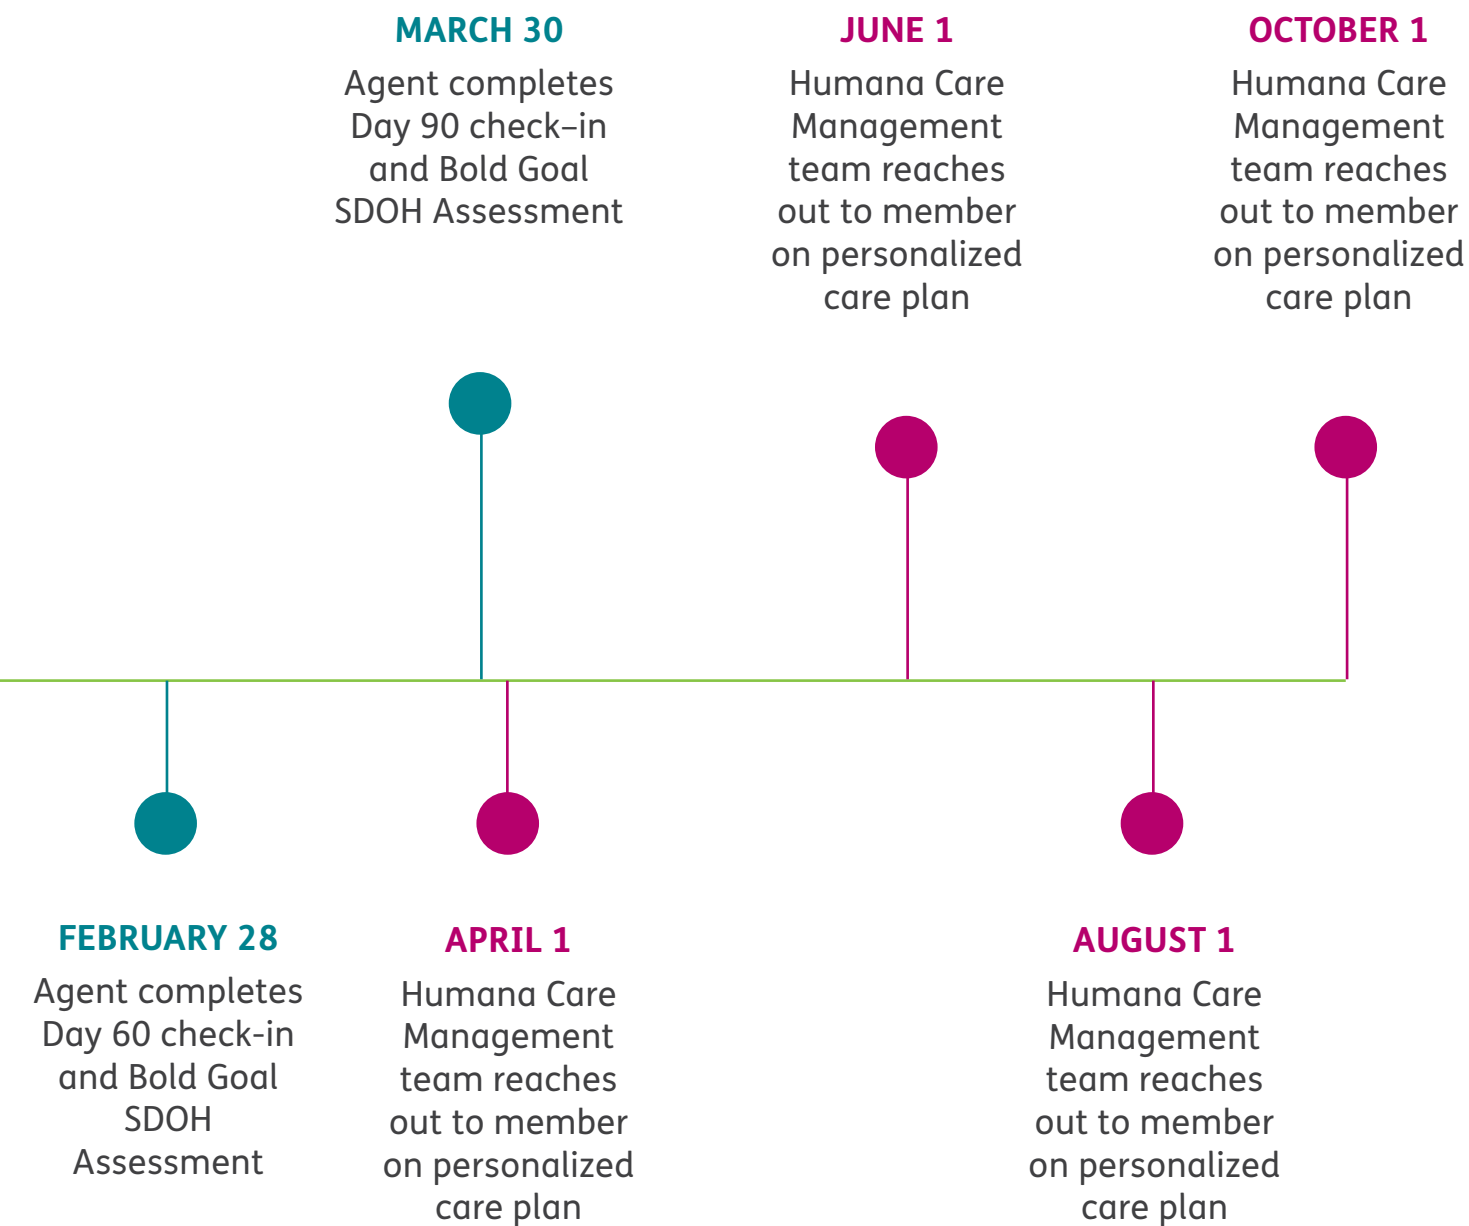 MARCH 30
Agent completes
Day 90 check–in
and Bold Goal
SDOH Assessment
JUNE 1
Humana Care
Management
team reaches
out to member
on personalized
care plan
OCTOBER 1
Humana Care
Management
team reaches
out to member
on personalized
care plan
FEBRUARY 28
Agent completes
Day 60 check-in
and Bold Goal
SDOH
Assessment
APRIL 1
Humana Care
Management
team reaches
out to member
on personalized
care plan
AUGUST 1
Humana Care
Management
team reaches
out to member
on personalized
care plan